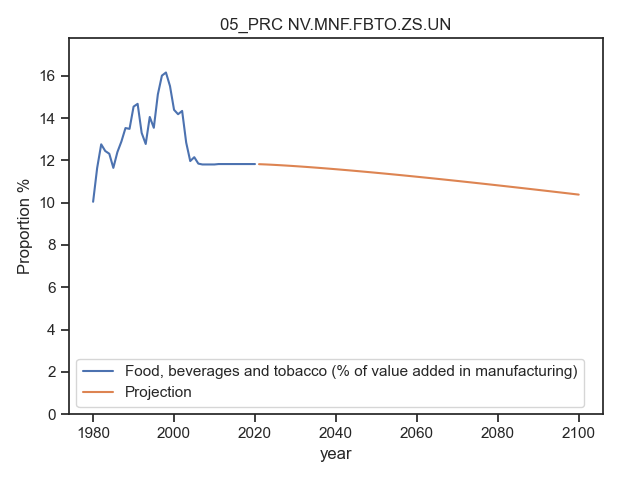 05_PRC NV.MNF.FBTO.ZS.UN
Proportion %
16
14
12
10
8
6
4
2
0
Food, beverages and tobacco (% of value added in manufacturing)
Projection
1980 2000 2020 2040 2060 2080 2100
year